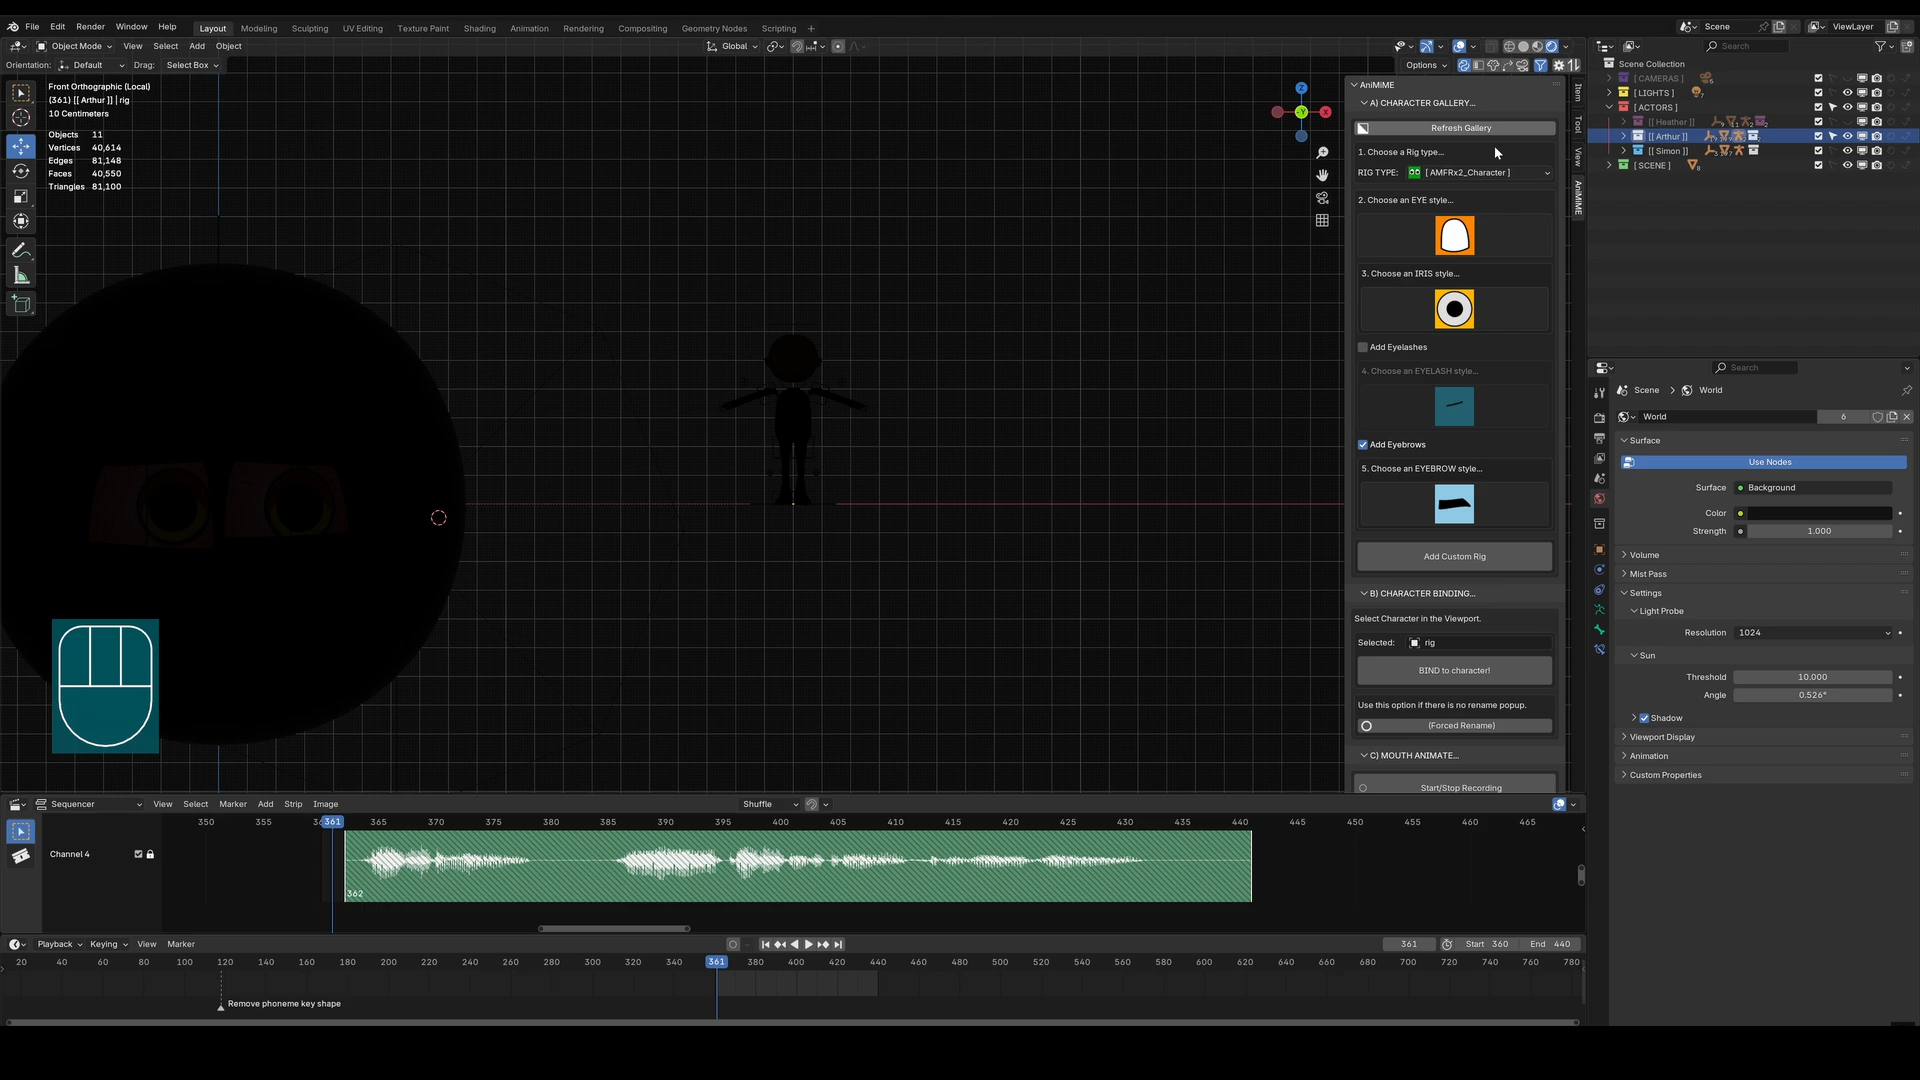 File Edit Render Window Help Layout Modeling Sculpting UV Editing Texture Paint Shading Animation Rendering Compositing Geometry Nodes Scripting + Scene ViewLayer
Object Mode View Select Add Object Global Search
Orientation: Default Drag: Select Box Options
Front Orthographic (Local)
(361) [[ Arthur ]] | rig
10 Centimeters
Objects 11
Vertices 40,614
Edges 81,148
Faces 40,550
Triangles 81,100
Z
Y
X
AniMIME
A) CHARACTER GALLERY...
Refresh Gallery
1. Choose a Rig type...
RIG TYPE: [ AMFRx2_Character ]
2. Choose an EYE style...
3. Choose an IRIS style...
Add Eyelashes
4. Choose an EYELASH style...
Add Eyebrows
5. Choose an EYEBROW style...
Add Custom Rig
B) CHARACTER BINDING...
Select Character in the Viewport.
Selected: rig
BIND to character!
Use this option if there is no rename popup.
(Forced Rename)
C) MOUTH ANIMATE...
Start/Stop Recording
Item
Tool
View
AniMIME
Scene Collection
[ CAMERAS ] 5
[ LIGHTS ] 7
[ ACTORS ]
[[ Heather ]]
[[ Arthur ]]
[[ Simon ]]
[ SCENE ] 8
Search
Scene > World
World 6
Surface
Use Nodes
Surface Background
Color
Strength 1.000
Volume
Mist Pass
Settings
Light Probe
Resolution 1024
Sun
Threshold 10.000
Angle 0.526°
Shadow
Viewport Display
Animation
Custom Properties
Sequencer View Select Marker Add Strip Image Shuffle
350 355 361 365 370 375 380 385 390 395 400 405 410 415 420 425 430 435 440 445 450 455 460 465
Channel 4
362
Playback Keying View Marker 361 Start 360 End 440
20 40 60 80 100 120 140 160 180 200 220 240 260 280 300 320 340 361 380 400 420 440 460 480 500 520 540 560 580 600 620 640 660 680 700 720 740 760 780
Remove phoneme key shape